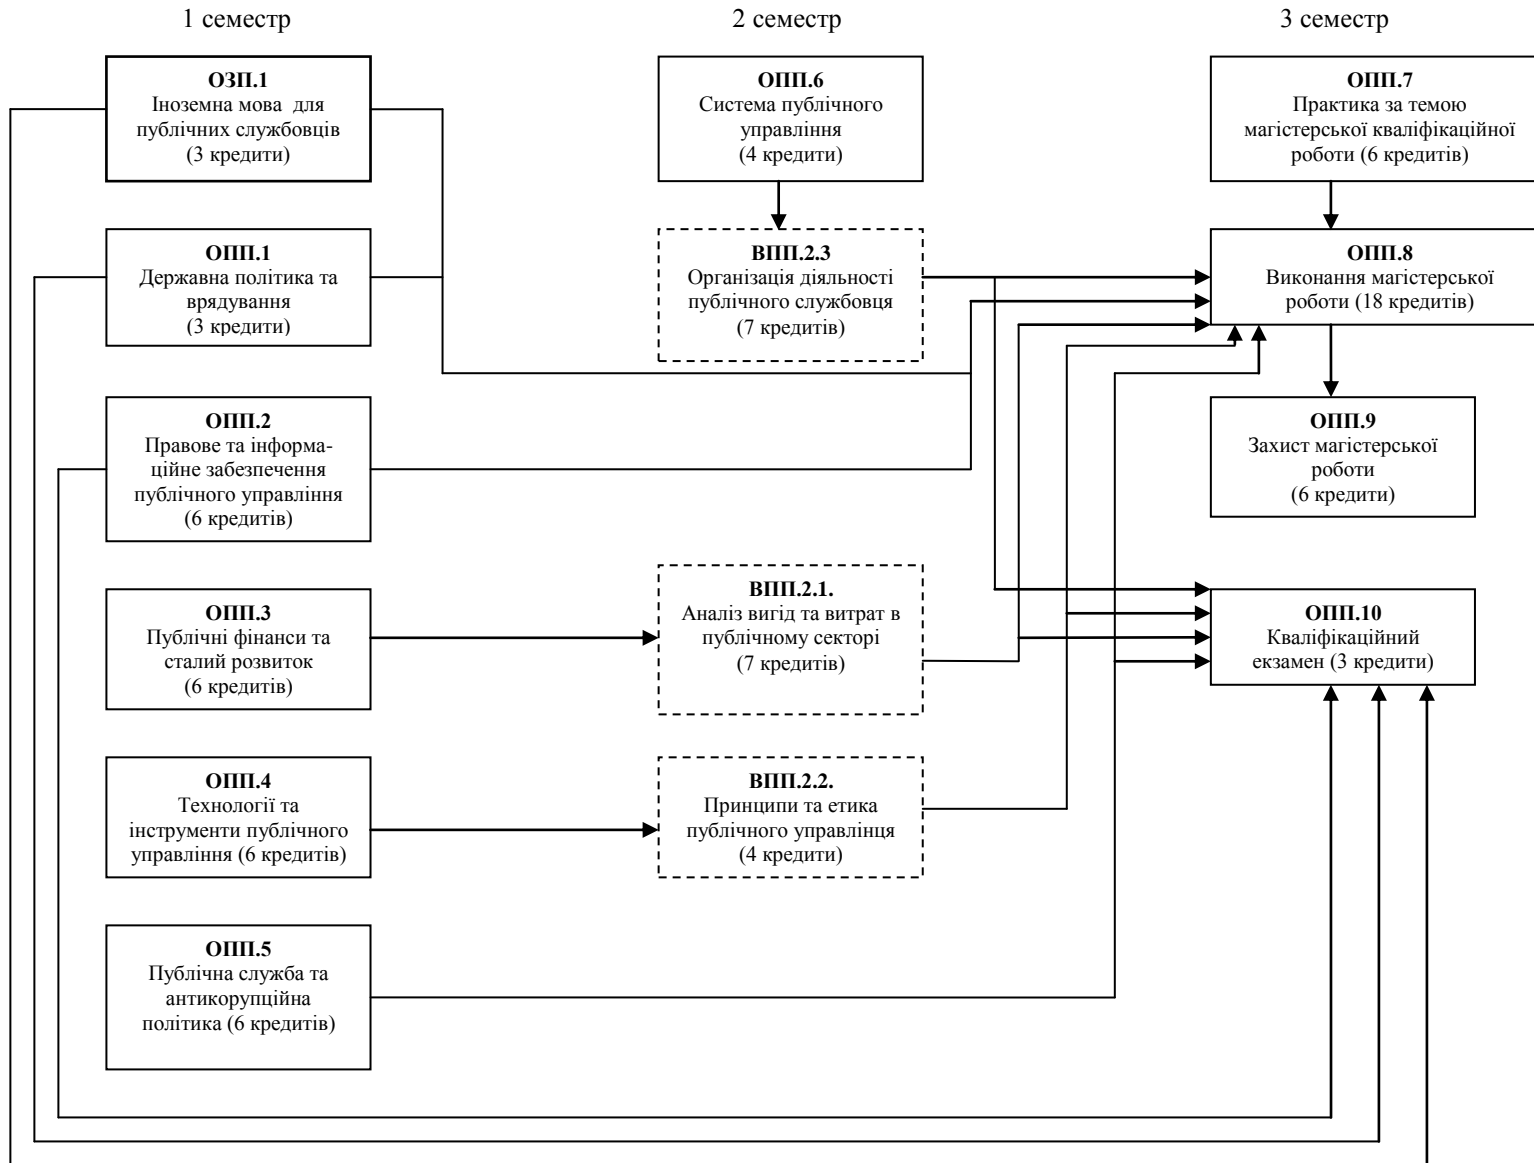 1 семестр
2 семестр
3 семестр
ОЗП.1
Іноземна мова для
публічних службовців
(3 кредити)
ОПП.6
Система публічного
управління
(4 кредити)
ОПП.7
Практика за темою
магістерської кваліфікаційної
роботи (6 кредитів)
ОПП.1
Державна політика та
врядування
(3 кредити)
ВПП.2.3
Організація діяльності
публічного службовця
(7 кредитів)
ОПП.8
Виконання магістерської
роботи (18 кредитів)
ОПП.2
Правове та інформа-
ційне забезпечення
публічного управління
(6 кредитів)
ОПП.9
Захист магістерської
роботи
(6 кредити)
ОПП.3
Публічні фінанси та
сталий розвиток
(6 кредитів)
ВПП.2.1.
Аналіз вигід та витрат в
публічному секторі
(7 кредитів)
ОПП.10
Кваліфікаційний
екзамен (3 кредити)
ОПП.4
Технології та
інструменти публічного
управління (6 кредитів)
ВПП.2.2.
Принципи та етика
публічного управлінця
(4 кредити)
ОПП.5
Публічна служба та
антикорупційна
політика (6 кредитів)